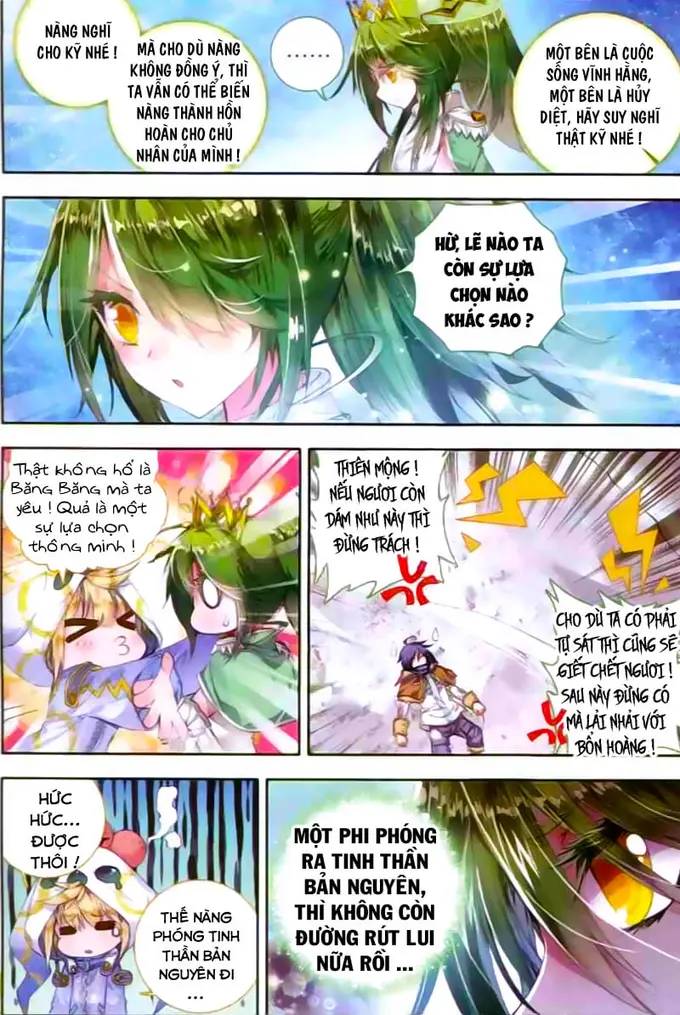 MỘT BÊN LÀ CUỘC
SỐNG VĨNH HẰNG,
MỘT BÊN LÀ HỦY
DIỆT, HÃY SUY NGHĨ
THẬT KỸ NHÉ !
......
MÀ CHO DÙ NÀNG
KHÔNG ĐỒNG Ý, THÌ
TA VẪN CÓ THỂ BIẾN
NÀNG THÀNH HỒN
HOÀN CHO CHỦ
NHÂN CỦA MÌNH !
NÀNG NGHĨ
CHO KỸ NHÉ !
HỪ, LẼ NÀO TA
CÒN SỰ LỰA
CHỌN NÀO
KHÁC SAO ?
Thật không hổ là
Băng Băng mà ta
yêu ! Quả là một
sự lựa chọn
thông minh !
THIÊN MỘNG !
NẾU NGƯƠI CÒN
DÁM NHƯ NÀY THÌ
ĐỪNG TRÁCH !
CHO DÙ TA CÓ PHẢI
TỰ SÁT THÌ CŨNG SẼ
GIẾT CHẾT NGƯƠI !
SAU NÀY ĐỪNG CÓ
MÀ LẢI NHẢI VỚI
BỔN HOÀNG !
HỨC
HỨC...
ĐƯỢC
THÔI !
THẾ NÀNG
PHÓNG TINH
THẦN BẢN
NGUYÊN ĐI
...
MỘT PHI PHÓNG
RA TINH THẦN
BẢN NGUYÊN,
THÌ KHÔNG CÒN
ĐƯỜNG RÚT LUI
NỮA RỒI ...